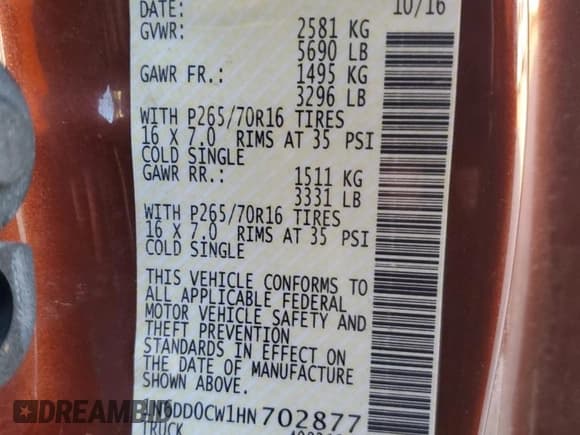 DATE: 10/16
GVWR: 2581 KG
5690 LB
GAWR FR.: 1495 KG
3296 LB
WITH P265/70R16 TIRES
16 X 7.0 RIMS AT 35 PSI
COLD SINGLE
GAWR RR.: 1511 KG
3331 LB
WITH P265/70R16 TIRES
16 X 7.0 RIMS AT 35 PSI
COLD SINGLE
THIS VEHICLE CONFORMS TO
ALL APPLICABLE FEDERAL
MOTOR VEHICLE SAFETY AND
THEFT PREVENTION
STANDARDS IN EFFECT ON
THE DATE OF MANUFACTURE
SHOWN ABOVE.
1N6DD0CW1HN702877
TRUCK
DREAMBID.COM